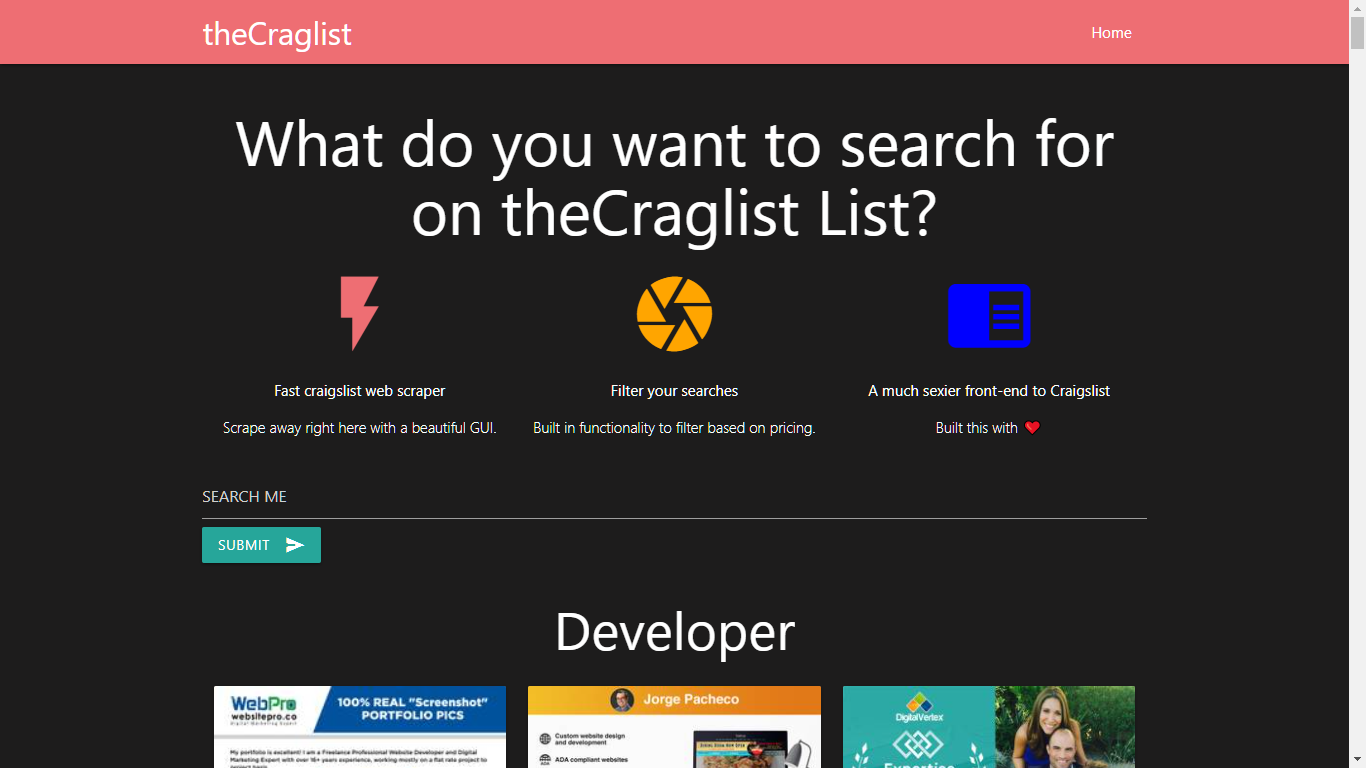 theCraglist
Home
What do you want to search for
on theCraglist List?
Fast craigslist web scraper
Filter your searches
A much sexier front-end to Craigslist
Scrape away right here with a beautiful GUI.
Built in functionality to filter based on pricing.
Built this with ❤
SEARCH ME
SUBMIT
Developer
WebPro
websitepro.co
Digital Marketing Expert
100% REAL "Screenshot"
PORTFOLIO PICS
My portfolio is excellent! I am a Freelance Professional Website Developer and Digital
Marketing Expert with over 16+ years experience, working mostly on a flat rate project to
Jorge Pacheco
Custom website design
and development
ADA
ADA compliant websites
DigitalVertex
Expertise